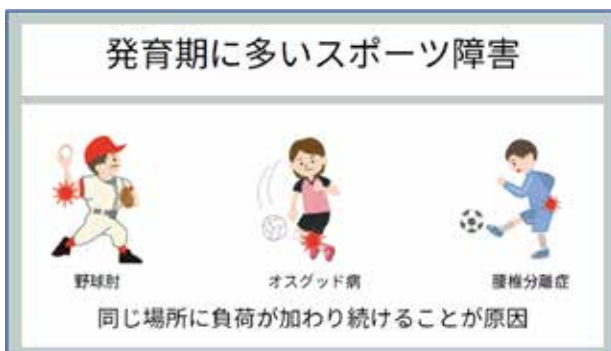 発育期に多いスポーツ障害
野球肘
オスグッド病
腰椎分離症
同じ場所に負荷が加わり続けることが原因